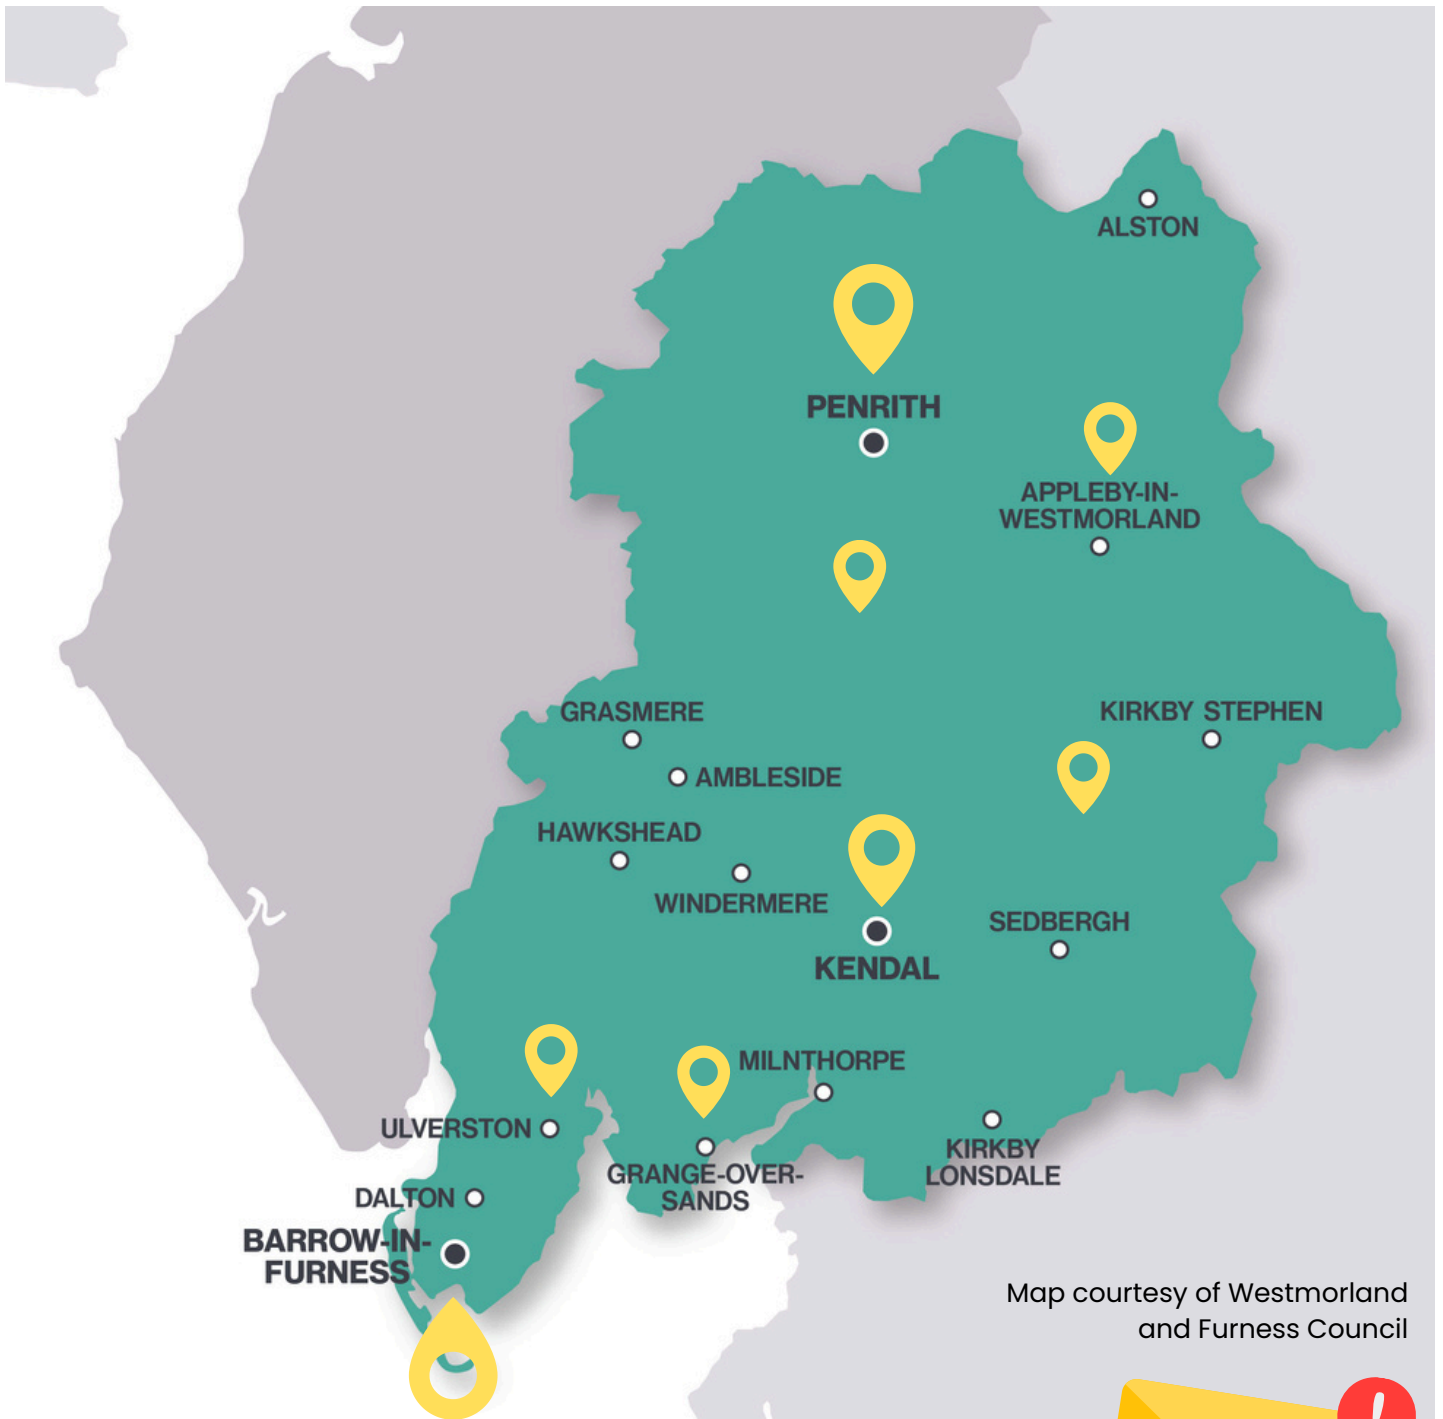 ALSTON
PENRITH
APPLEBY-IN-
WESTMORLAND
GRASMERE
KIRKBY STEPHEN
AMBLESIDE
HAWKSHEAD
WINDERMERE
SEDBERGH
KENDAL
MILNTHORPE
ULVERSTON
KIRKBY
LONSDALE
GRANGE-OVER-
SANDS
DALTON
BARROW-IN-
FURNESS
Map courtesy of Westmorland
and Furness Council